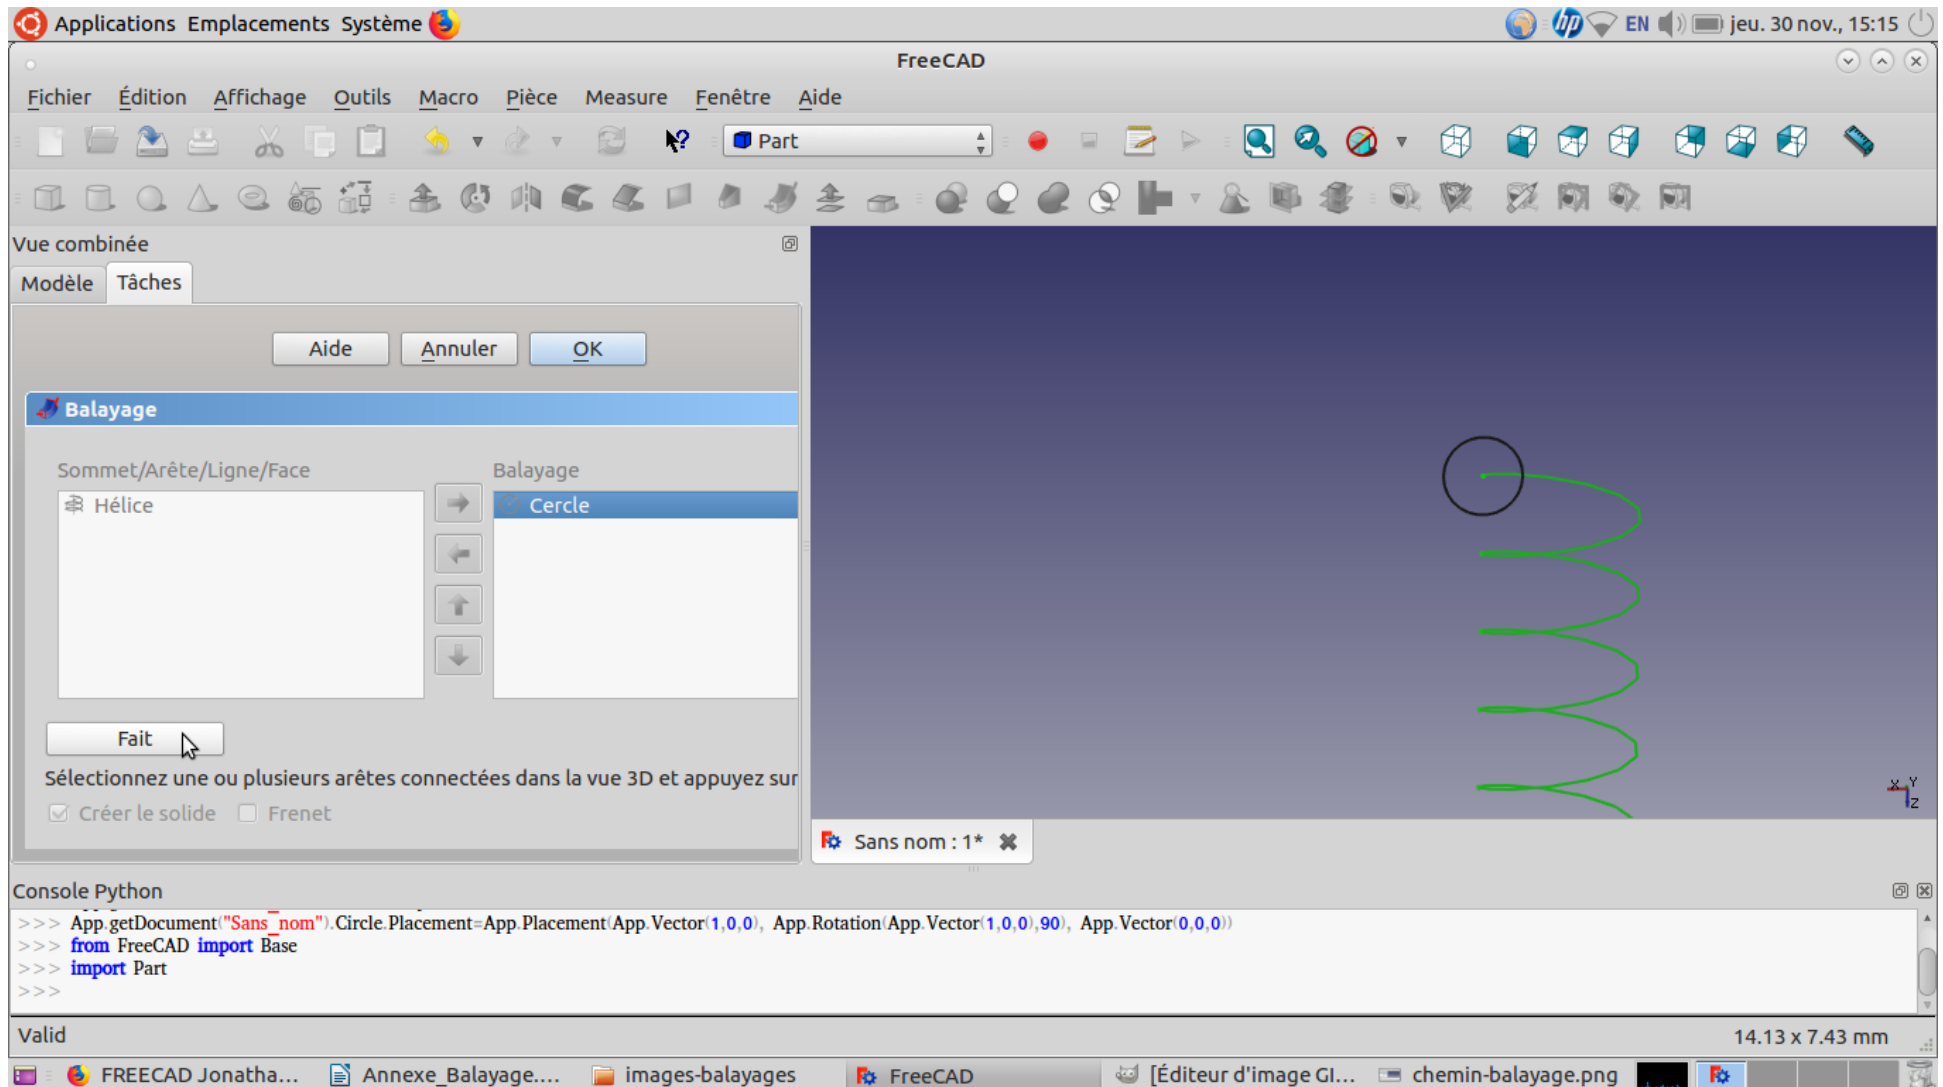 Applications Emplacements Système
EN jeu. 30 nov., 15:15
FreeCAD
Fichier Édition Affichage Outils Macro Pièce Measure Fenêtre Aide
Part
Vue combinée
Modèle Tâches
Aide Annuler OK
Balayage
Sommet/Arête/Ligne/Face Balayage
Hélice Cercle
Fait
Sélectionnez une ou plusieurs arêtes connectées dans la vue 3D et appuyez sur
Créer le solide Frenet
X Y
Z
Sans nom : 1*
Console Python
>>> App.getDocument("Sans_nom").Circle.Placement=App.Placement(App.Vector(1,0,0), App.Rotation(App.Vector(1,0,0),90), App.Vector(0,0,0))
>>> from FreeCAD import Base
>>> import Part
>>>
Valid 14.13 x 7.43 mm
FREECAD Jonatha... Annexe_Balayage.... images-balayages FreeCAD [Éditeur d'image GI... chemin-balayage.png